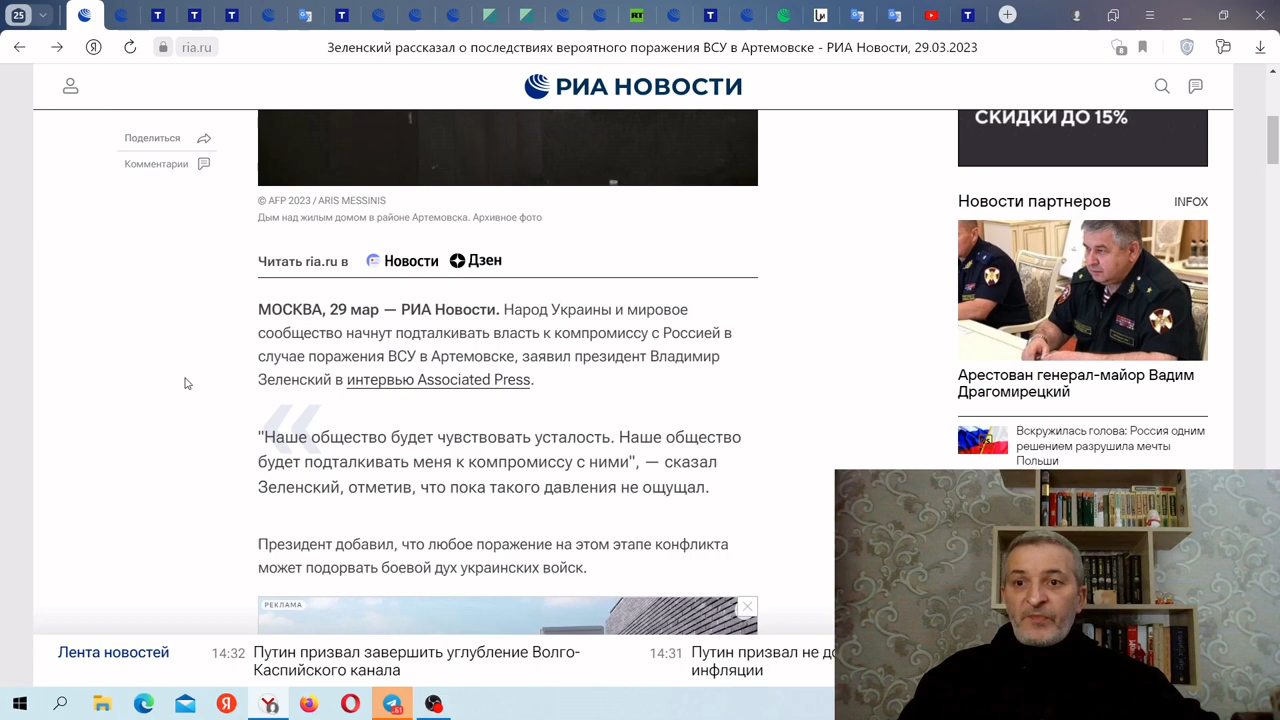 25
ria.ru
Зеленский рассказал о последствиях вероятного поражения ВСУ в Артемовске - РИА Новости, 29.03.2023
8
РИА НОВОСТИ
Поделиться
Комментарии
СКИДКИ ДО 15%
© AFP 2023 / ARIS MESSINIS
Дым над жилым домом в районе Артемовска. Архивное фото
Читать ria.ru в Новости Дзен
МОСКВА, 29 мар — РИА Новости. Народ Украины и мировое
сообщество начнут подталкивать власть к компромиссу с Россией в
случае поражения ВСУ в Артемовске, заявил президент Владимир
Зеленский в интервью Associated Press.
"Наше общество будет чувствовать усталость. Наше общество
будет подталкивать меня к компромиссу с ними", — сказал
Зеленский, отметив, что пока такого давления не ощущал.
Президент добавил, что любое поражение на этом этапе конфликта
может подорвать боевой дух украинских войск.
РЕКЛАМА
Новости партнеров INFOX
Арестован генерал-майор Вадим
Драгомирецкий
Вскружилась голова: Россия одним
решением разрушила мечты
Польши
Лента новостей
14:32 Путин призвал завершить углубление Волго-
Каспийского канала
14:31 Путин призвал не
инфляции